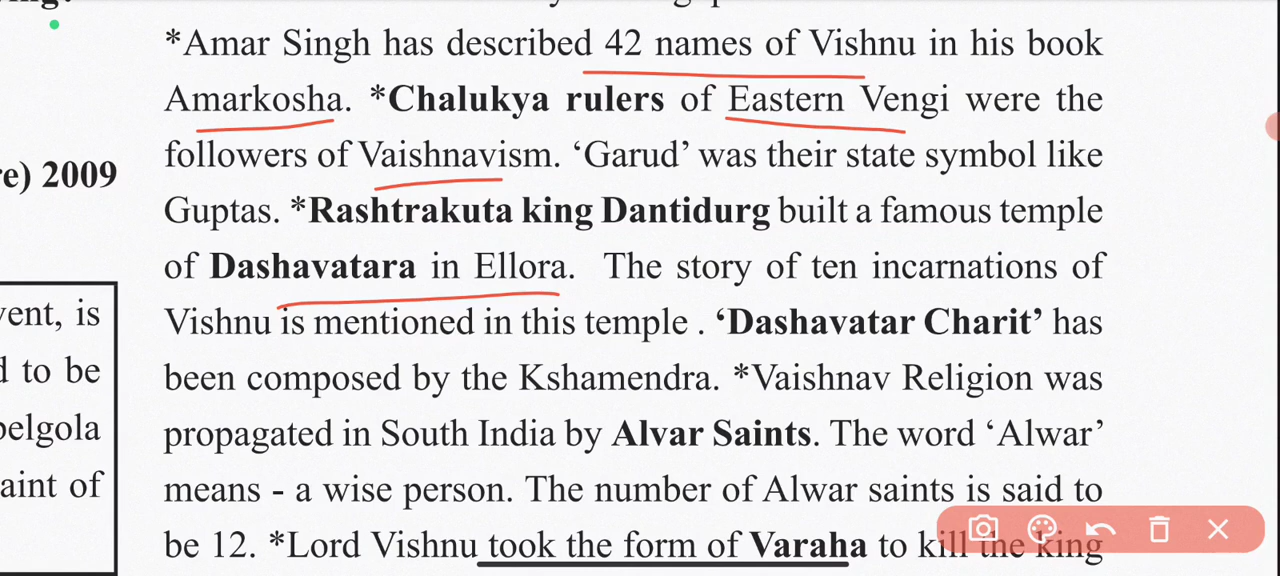 *Amar Singh has described 42 names of Vishnu in his book
Amarkosha. *Chalukya rulers of Eastern Vengi were the
followers of Vaishnavism. ‘Garud’ was their state symbol like
re) 2009
Guptas. *Rashtrakuta king Dantidurg built a famous temple
of Dashavatara in Ellora. The story of ten incarnations of
vent, is
Vishnu is mentioned in this temple . ‘Dashavatar Charit’ has
d to be
been composed by the Kshamendra. *Vaishnav Religion was
belgola
propagated in South India by Alvar Saints. The word ‘Alwar’
aint of
means - a wise person. The number of Alwar saints is said to
be 12. *Lord Vishnu took the form of Varaha to kill the king